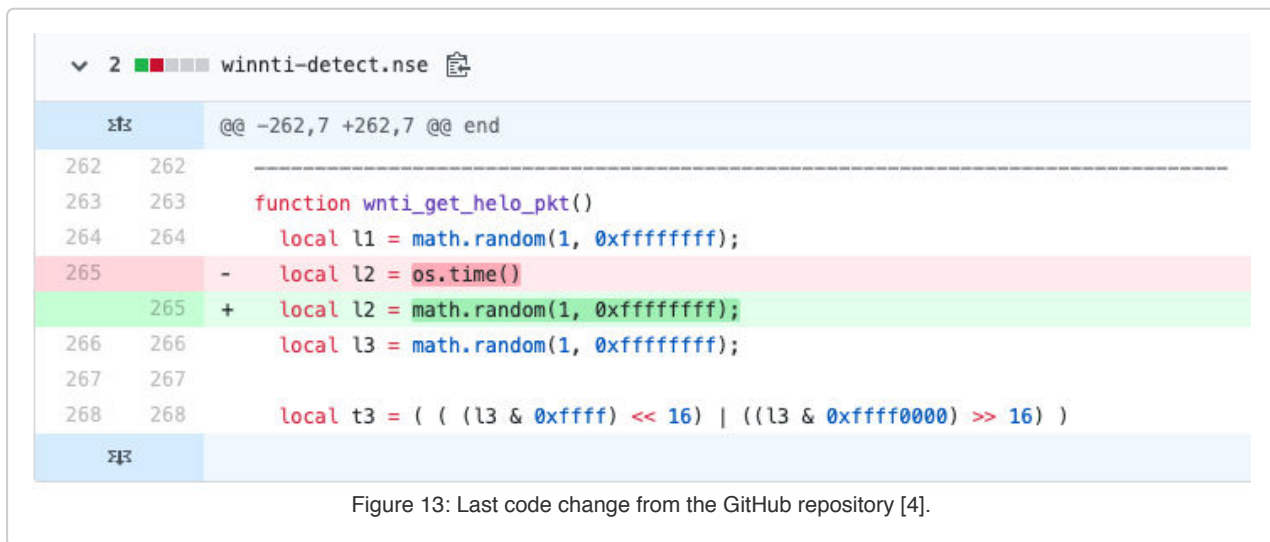 2 winnti-detect.nse
@@ -262,7 +262,7 @@ end
262 262 --------------------------------------------------------------------------------
263 263 function wnti_get_helo_pkt()
264 264 local l1 = math.random(1, 0xffffffff);
265 - local l2 = os.time()
265 + local l2 = math.random(1, 0xffffffff);
266 266 local l3 = math.random(1, 0xffffffff);
267 267
268 268 local t3 = ( ( (l3 & 0xffff) << 16) | ((l3 & 0xffff0000) >> 16) )
Figure 13: Last code change from the GitHub repository [4].